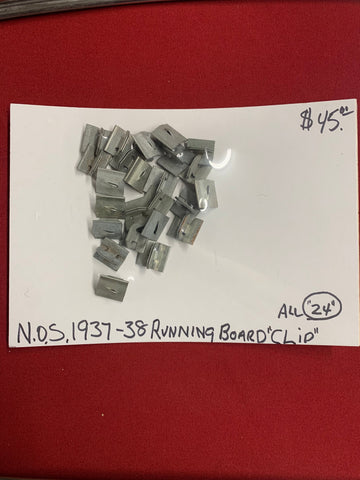 $45.00
ALL "24"
N.O.S. 1937-38 RUNNING BOARD "CLIP"